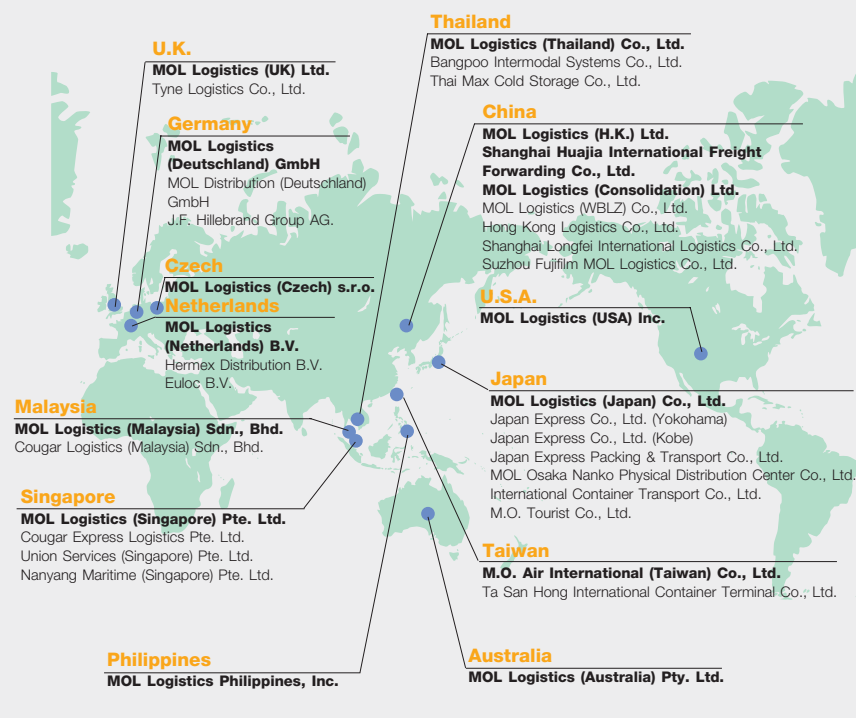 Thailand
MOL Logistics (Thailand) Co., Ltd.
Bangpoo Intermodal Systems Co., Ltd.
Thai Max Cold Storage Co., Ltd.
U.K.
MOL Logistics (UK) Ltd.
Tyne Logistics Co., Ltd.
China
MOL Logistics (H.K.) Ltd.
Shanghai Huajia International Freight
Forwarding Co., Ltd.
MOL Logistics (Consolidation) Ltd.
MOL Logistics (WBLZ) Co., Ltd.
Hong Kong Logistics Co., Ltd.
Shanghai Longfei International Logistics Co., Ltd.
Suzhou Fujifilm MOL Logistics Co., Ltd.
Germany
MOL Logistics
(Deutschland) GmbH
MOL Distribution (Deutschland)
GmbH
J.F. Hillebrand Group AG.
Czech
MOL Logistics (Czech) s.r.o.
Netherlands
MOL Logistics
(Netherlands) B.V.
Hermex Distribution B.V.
Euloc B.V.
U.S.A.
MOL Logistics (USA) Inc.
Japan
MOL Logistics (Japan) Co., Ltd.
Japan Express Co., Ltd. (Yokohama)
Japan Express Co., Ltd. (Kobe)
Japan Express Packing & Transport Co., Ltd.
MOL Osaka Nanko Physical Distribution Center Co., Ltd.
International Container Transport Co., Ltd.
M.O. Tourist Co., Ltd.
Malaysia
MOL Logistics (Malaysia) Sdn., Bhd.
Cougar Logistics (Malaysia) Sdn., Bhd.
Singapore
MOL Logistics (Singapore) Pte. Ltd.
Cougar Express Logistics Pte. Ltd.
Union Services (Singapore) Pte. Ltd.
Nanyang Maritime (Singapore) Pte. Ltd.
Taiwan
M.O. Air International (Taiwan) Co., Ltd.
Ta San Hong International Container Terminal Co., Ltd.
Philippines
MOL Logistics Philippines, Inc.
Australia
MOL Logistics (Australia) Pty. Ltd.